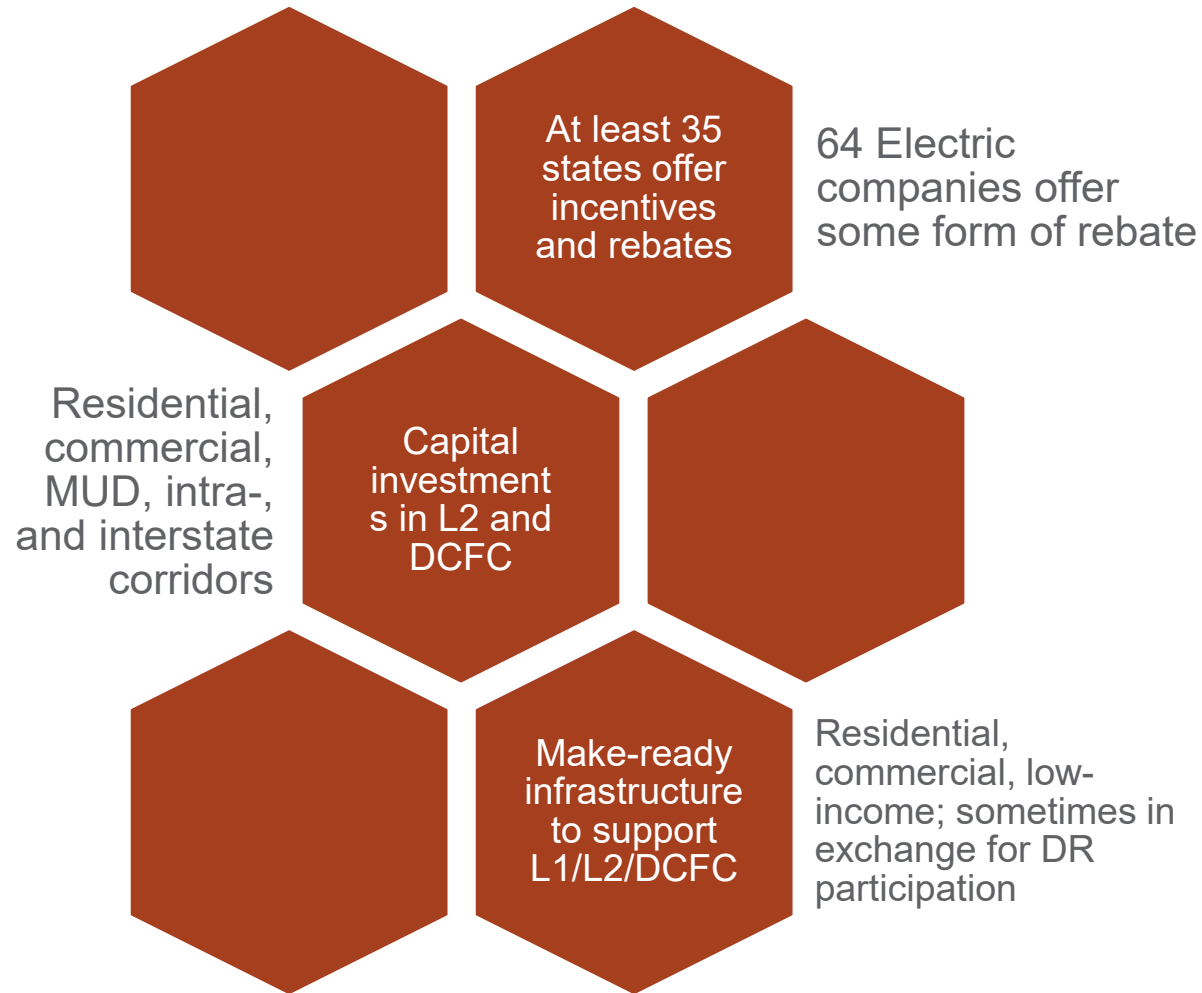 At least 35
states offer
incentives
and rebates
64 Electric
companies offer
some form of rebate
Residential,
commercial,
MUD, intra-,
and interstate
corridors
Capital
investment
s in L2 and
DCFC
Make-ready
infrastructure
to support
L1/L2/DCFC
Residential,
commercial, low-
income; sometimes in
exchange for DR
participation